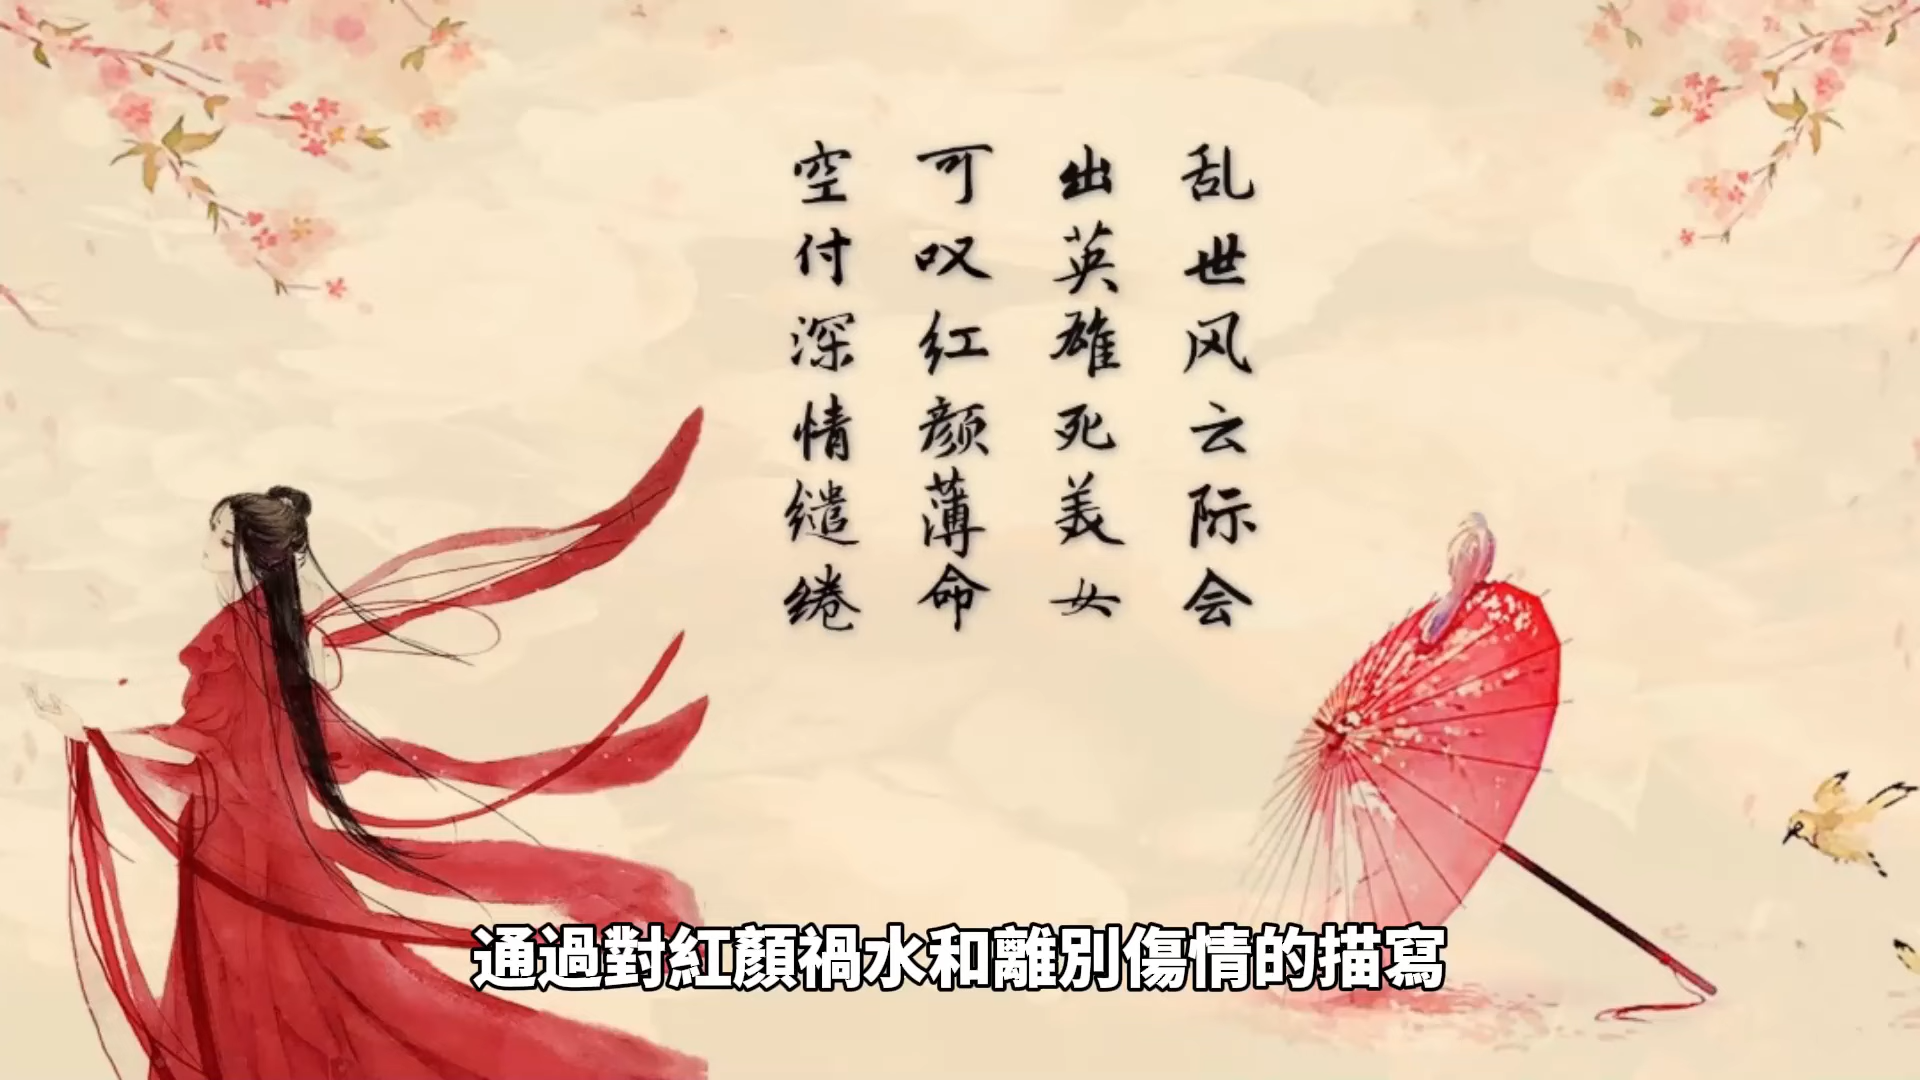 乱世风云际会
出英雄死美女
可叹红颜薄命
空付深情缱绻
通過對紅顏禍水和離別傷情的描寫